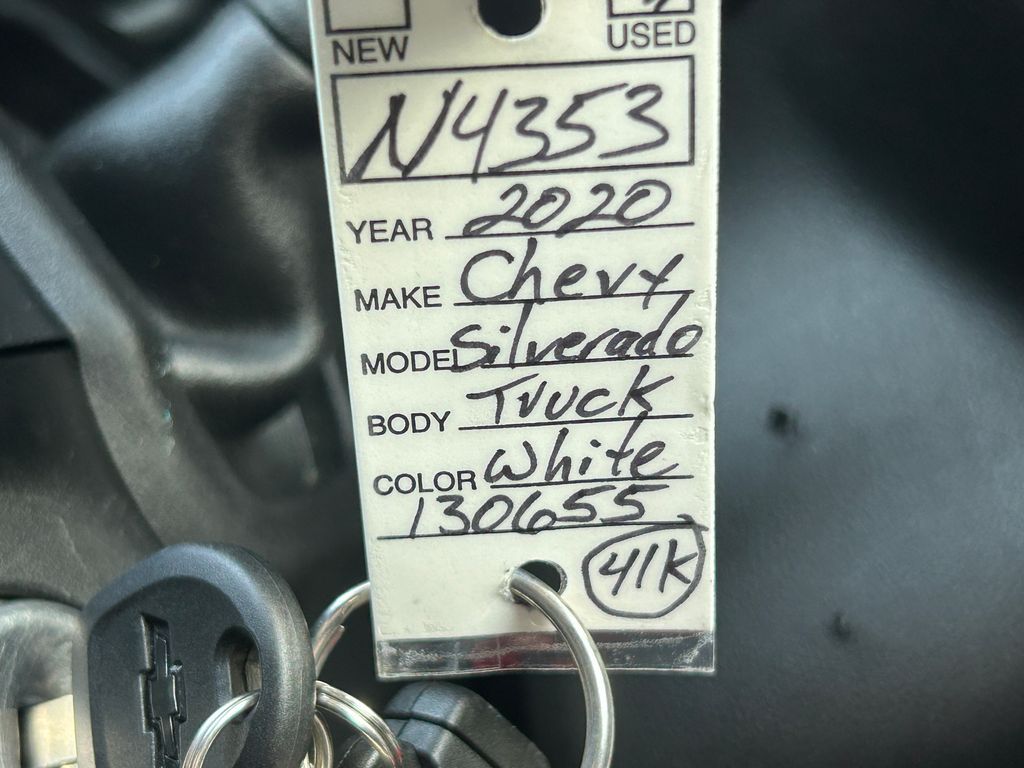 NEW USED
N4353
YEAR 2020
MAKE Chevy
MODEL Silverado
BODY Truck
COLOR White
130655
41K